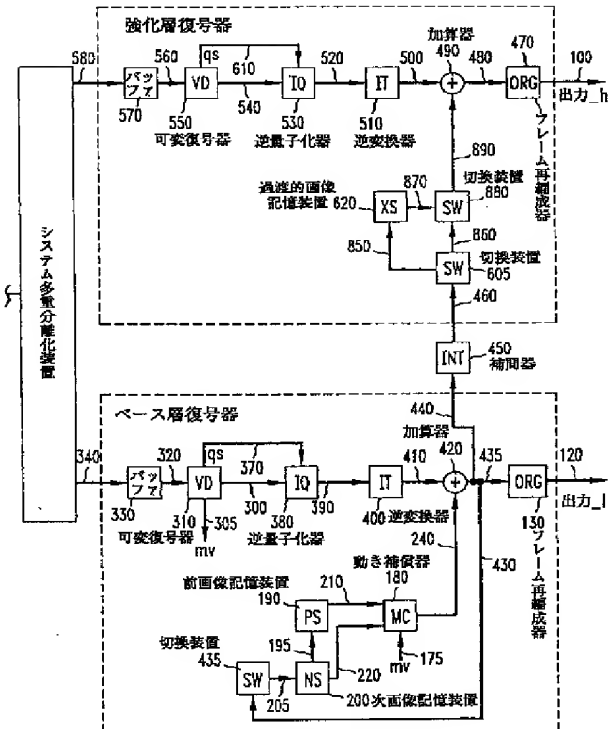 強化層復号器
580
バッファ
570
560
VD
qs
610
550
可変復号器
540
IQ
530
逆量子化器
520
IT
510
逆変換器
500
加算器
490
+
480
470
ORG
フレーム再編成器
100
出力_h
890
過渡的画像記憶装置
620
XS
870
切換装置
SW
880
850
860
SW
切換装置
605
460
INT
450
補間器
システム多重分離化装置
ベース層復号器
440
340
バッファ
330
320
VD
qs
370
310
可変復号器
305
mv
300
IQ
380
逆量子化器
390
IT
400
逆変換器
410
加算器
420
+
435
ORG
130
フレーム再編成器
120
出力_l
240
430
前画像記憶装置
190
PS
210
動き補償器
180
MC
195
220
mv
175
切換装置
435
SW
205
NS
200
次画像記憶装置